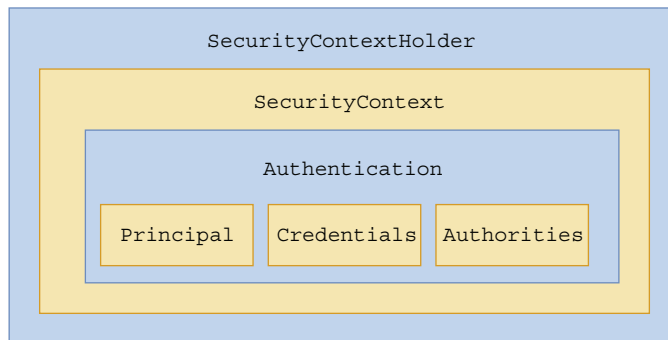 SecurityContextHolder
SecurityContext
Authentication
Principal
Credentials
Authorities